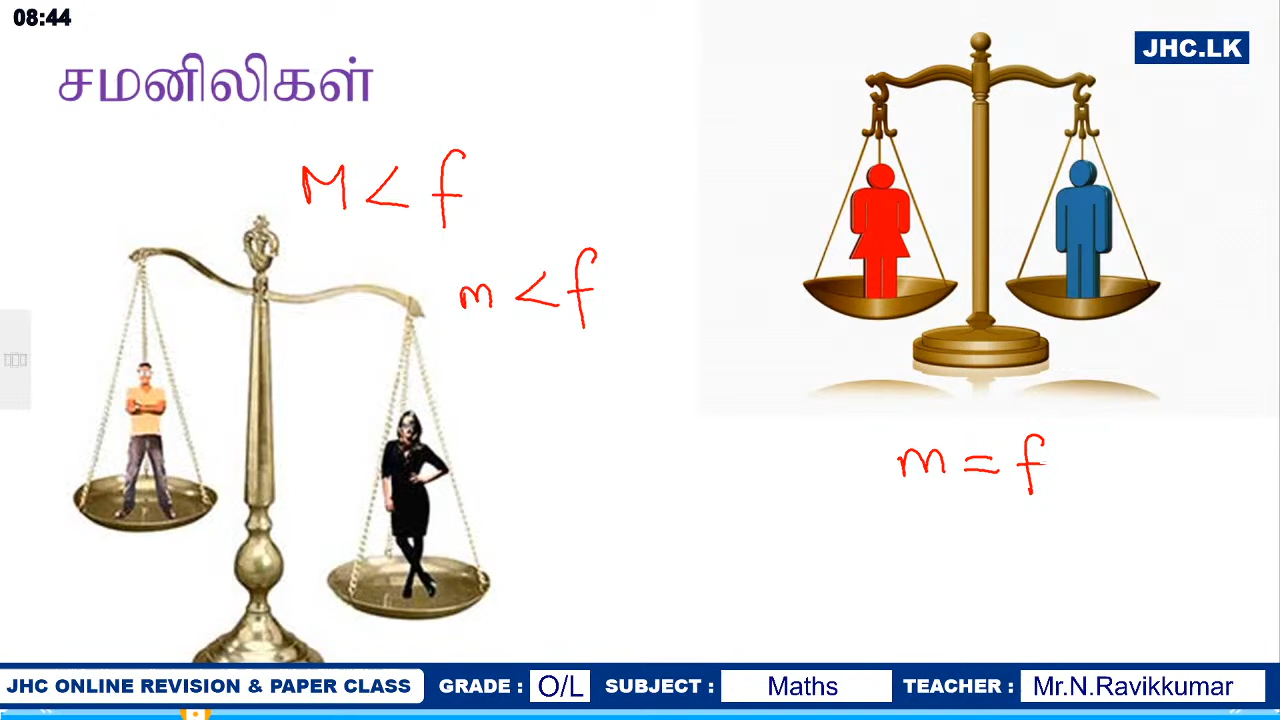 08:44
JHC.LK
சமனிலிகள்
M < f
m < f
m = f
JHC ONLINE REVISION & PAPER CLASS GRADE : O/L SUBJECT : Maths TEACHER : Mr.N.Ravikkumar